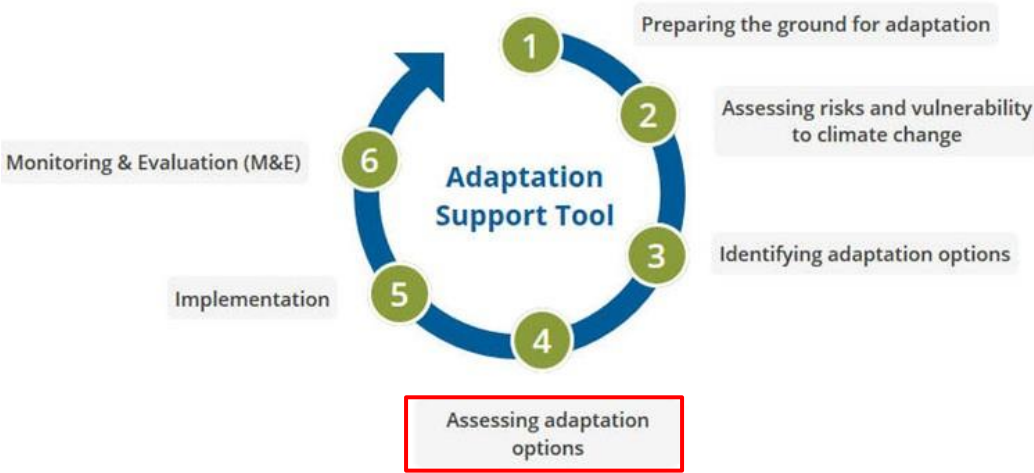 1
Preparing the ground for adaptation
2
Assessing risks and vulnerability
to climate change
3
Identifying adaptation options
4
Assessing adaptation
options
5
Implementation
6
Monitoring & Evaluation (M&E)
Adaptation
Support Tool